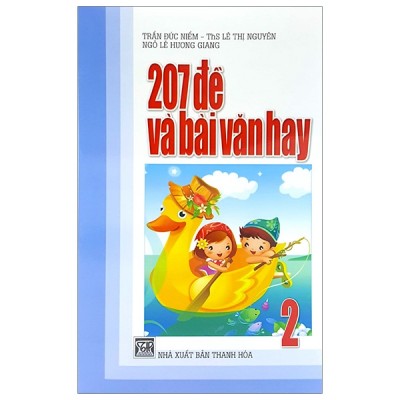 TRẦN ĐỨC NIỀM - ThS LÊ THỊ NGUYÊN
NGÔ LÊ HƯƠNG GIANG
207 đề
và bài văn hay
2
NHÀ XUẤT BẢN THANH HÓA